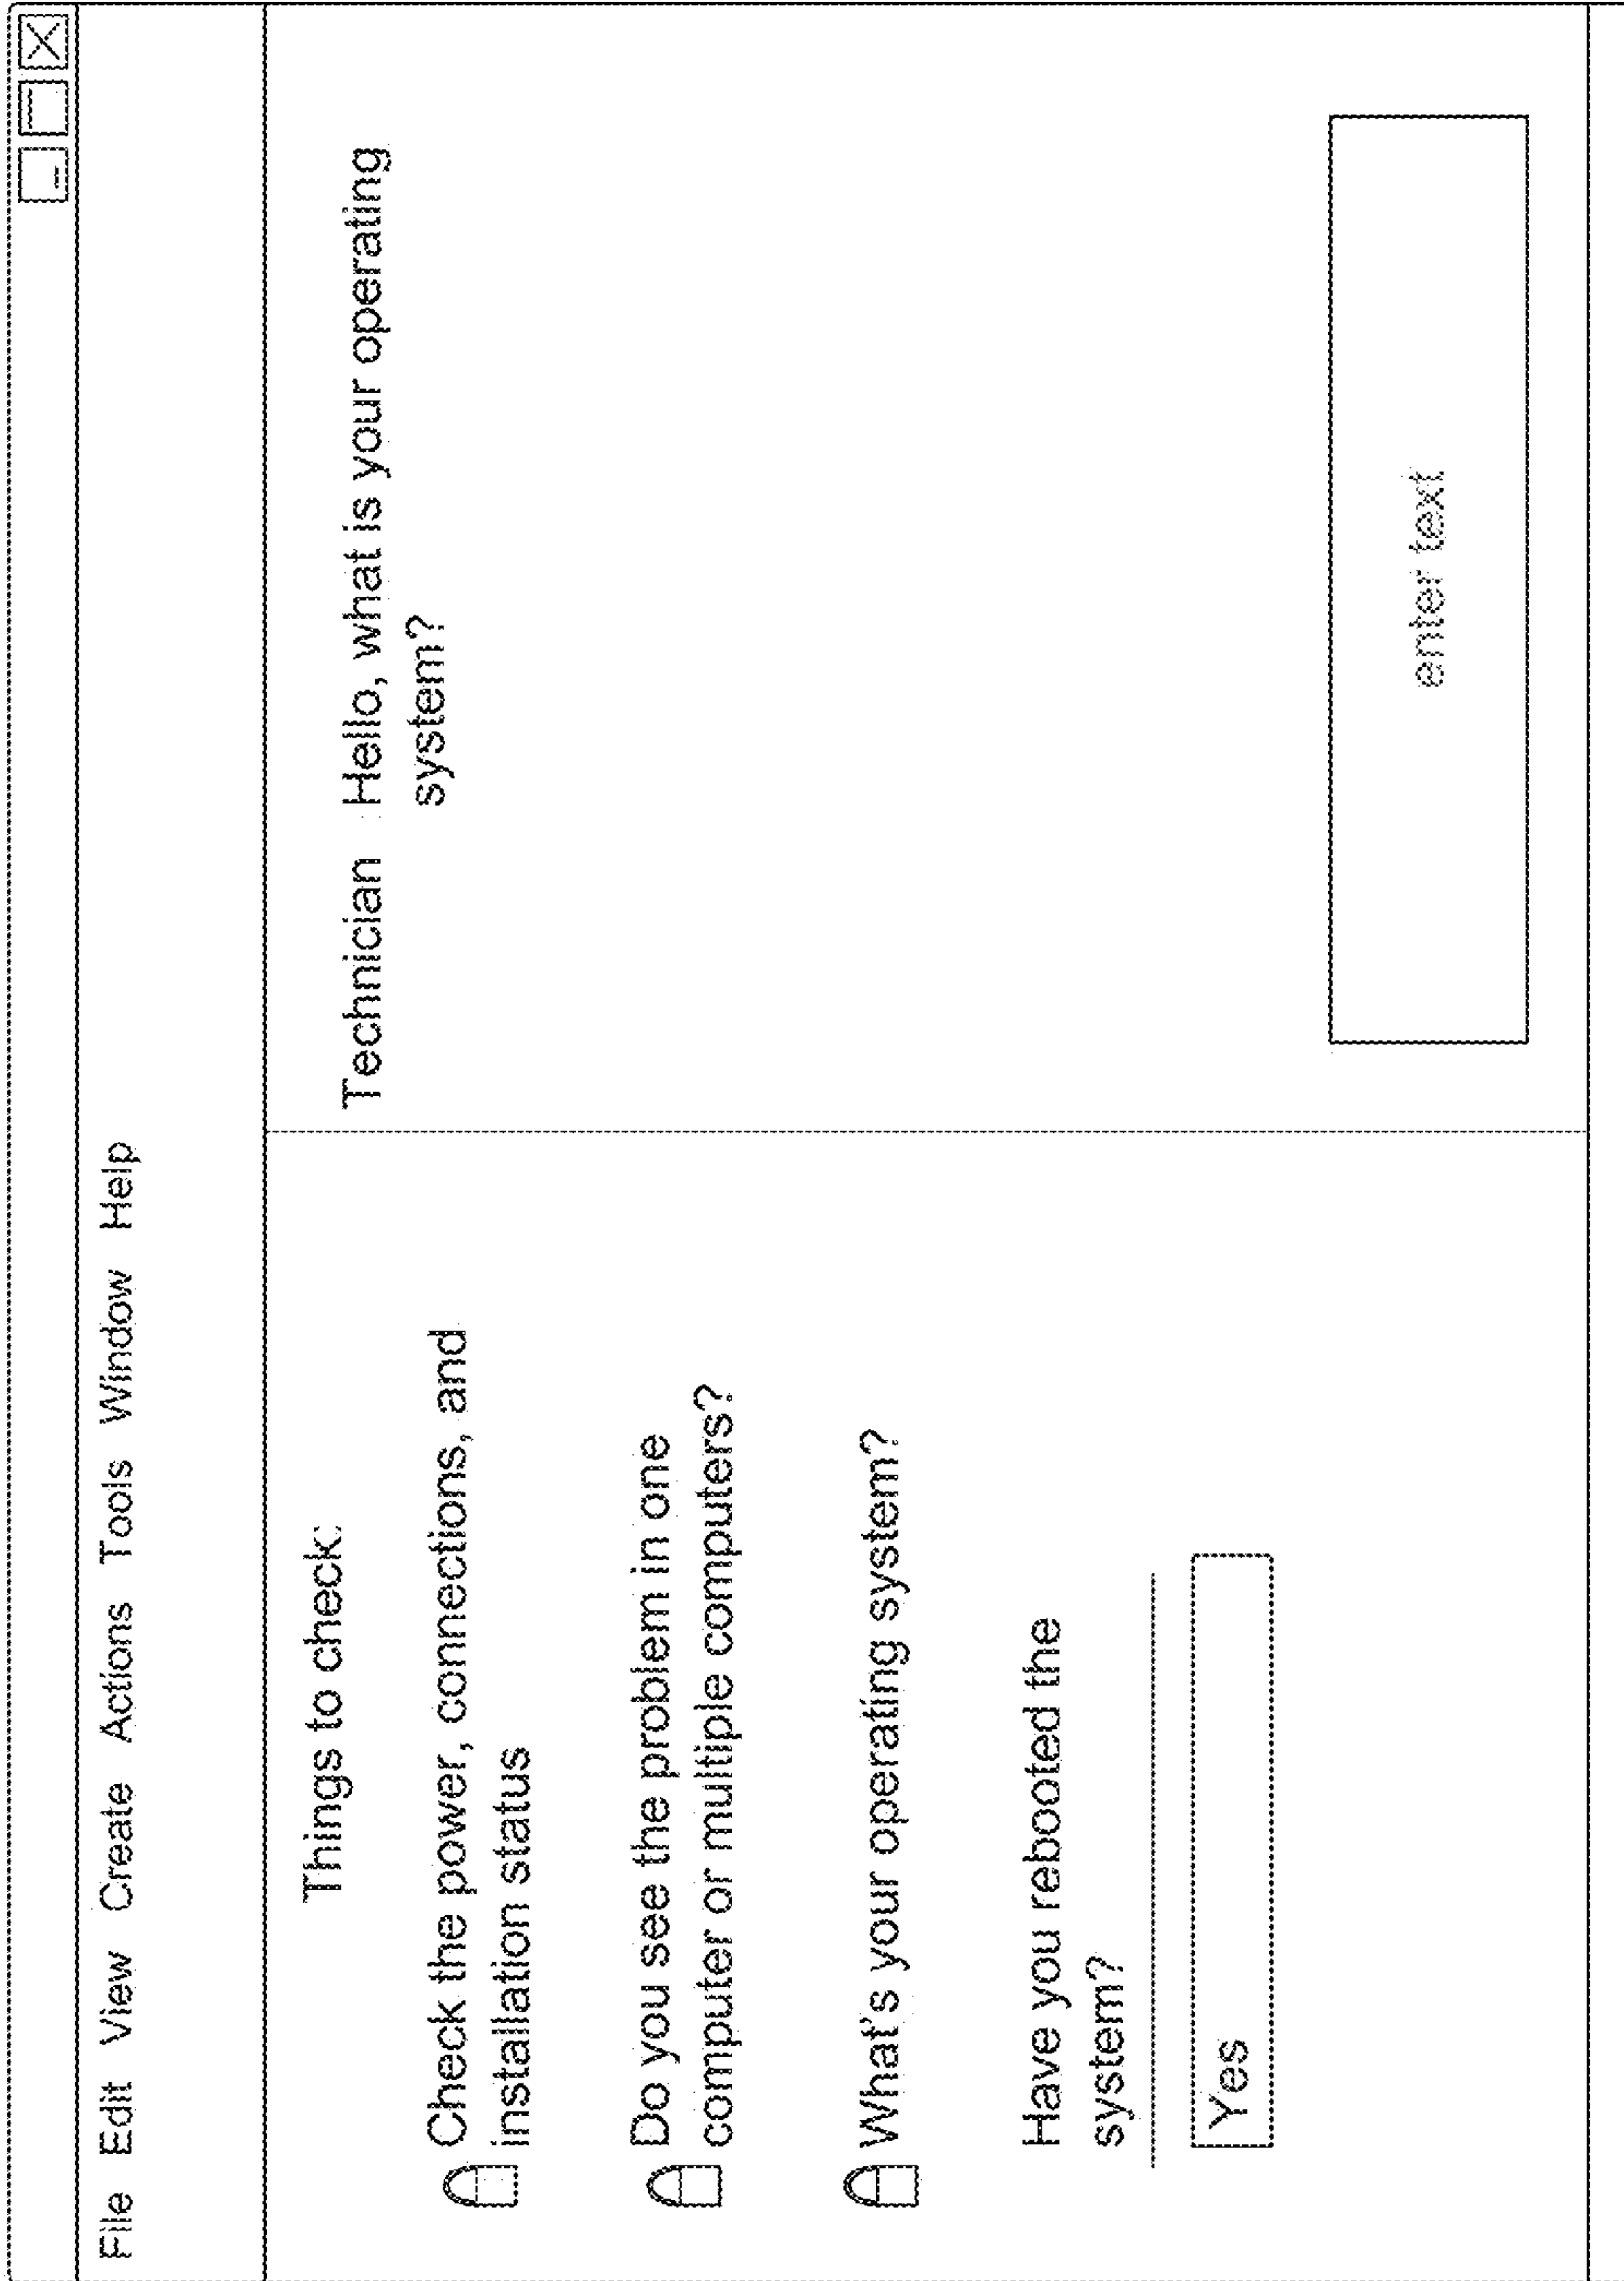 File Edit View Create Actions Tools Window Help
Things to check:
Check the power, connections, and
installation status
Do you see the problem in one
computer or multiple computers?
What's your operating system?
Have you rebooted the
system?
Yes
Technician Hello, what is your operating
system?
enter text